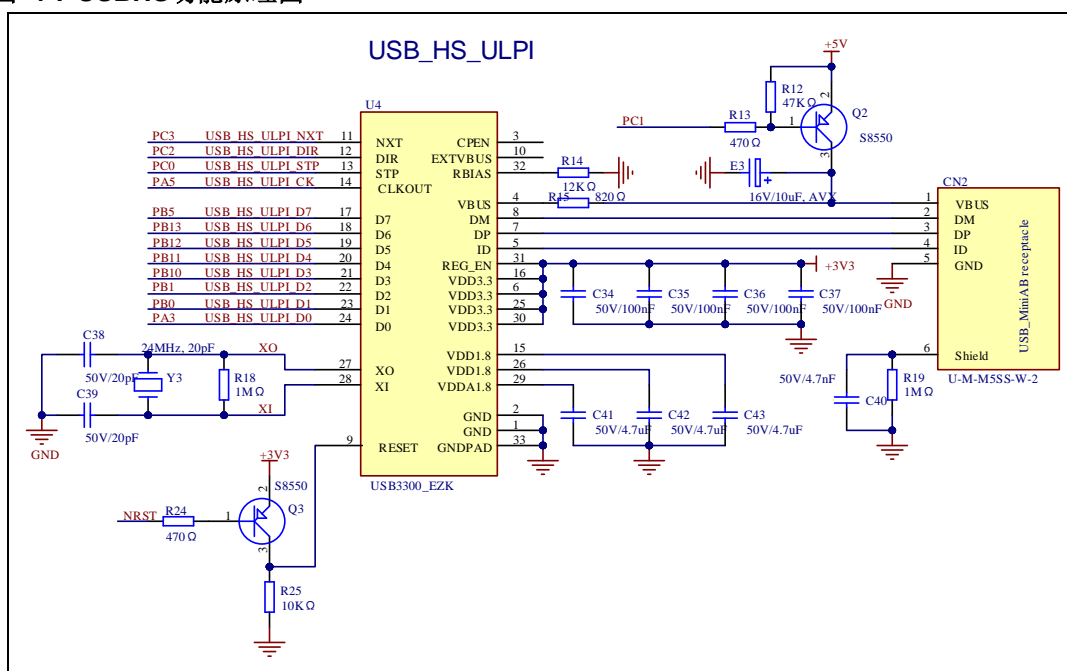 USB_HS_ULPI
+5V
R12
47KΩ
R13
470Ω
PC1
1
2
3
Q2
S8550
U4
PC3 USB_HS_ULPI_NXT 11 NXT
PC2 USB_HS_ULPI_DIR 12 DIR
PC0 USB_HS_ULPI_STP 13 STP
PA5 USB_HS_ULPI_CK 14 CLKOUT
PB5 USB_HS_ULPI_D7 17 D7
PB13 USB_HS_ULPI_D6 18 D6
PB12 USB_HS_ULPI_D5 19 D5
PB11 USB_HS_ULPI_D4 20 D4
PB10 USB_HS_ULPI_D3 21 D3
PB1 USB_HS_ULPI_D2 22 D2
PB0 USB_HS_ULPI_D1 23 D1
PA3 USB_HS_ULPI_D0 24 D0
XO 27 XO
XI 28 XI
9 RESET
CPEN 3
EXTVBUS 10
RBIAS 32
VBUS 4
DM 8
DP 7
ID 5
REG_EN 31
VDD3.3 16
VDD3.3 6
VDD3.3 25
VDD3.3 30
VDD1.8 15
VDD1.8 26
VDDA1.8 29
GND 2
GND 1
GNDPAD 33
USB3300_EZK
R14
12KΩ
R15 820Ω
E3
16V/10uF, AVX
CN2
1 VBUS
2 DM
3 DP
4 ID
5 GND
6 Shield
USB_MiniAB receptacle
U-M-M5SS-W-2
GND
+3V3
C34
50V/100nF
C35
50V/100nF
C36
50V/100nF
C37
50V/100nF
C41
50V/4.7uF
C42
50V/4.7uF
C43
50V/4.7uF
50V/4.7nF
C40
R19
1MΩ
C38
50V/20pF
C39
50V/20pF
24MHz, 20pF
Y3
R18
1MΩ
GND
+3V3
S8550
Q3
2
1
3
NRST
R24
470Ω
R25
10KΩ